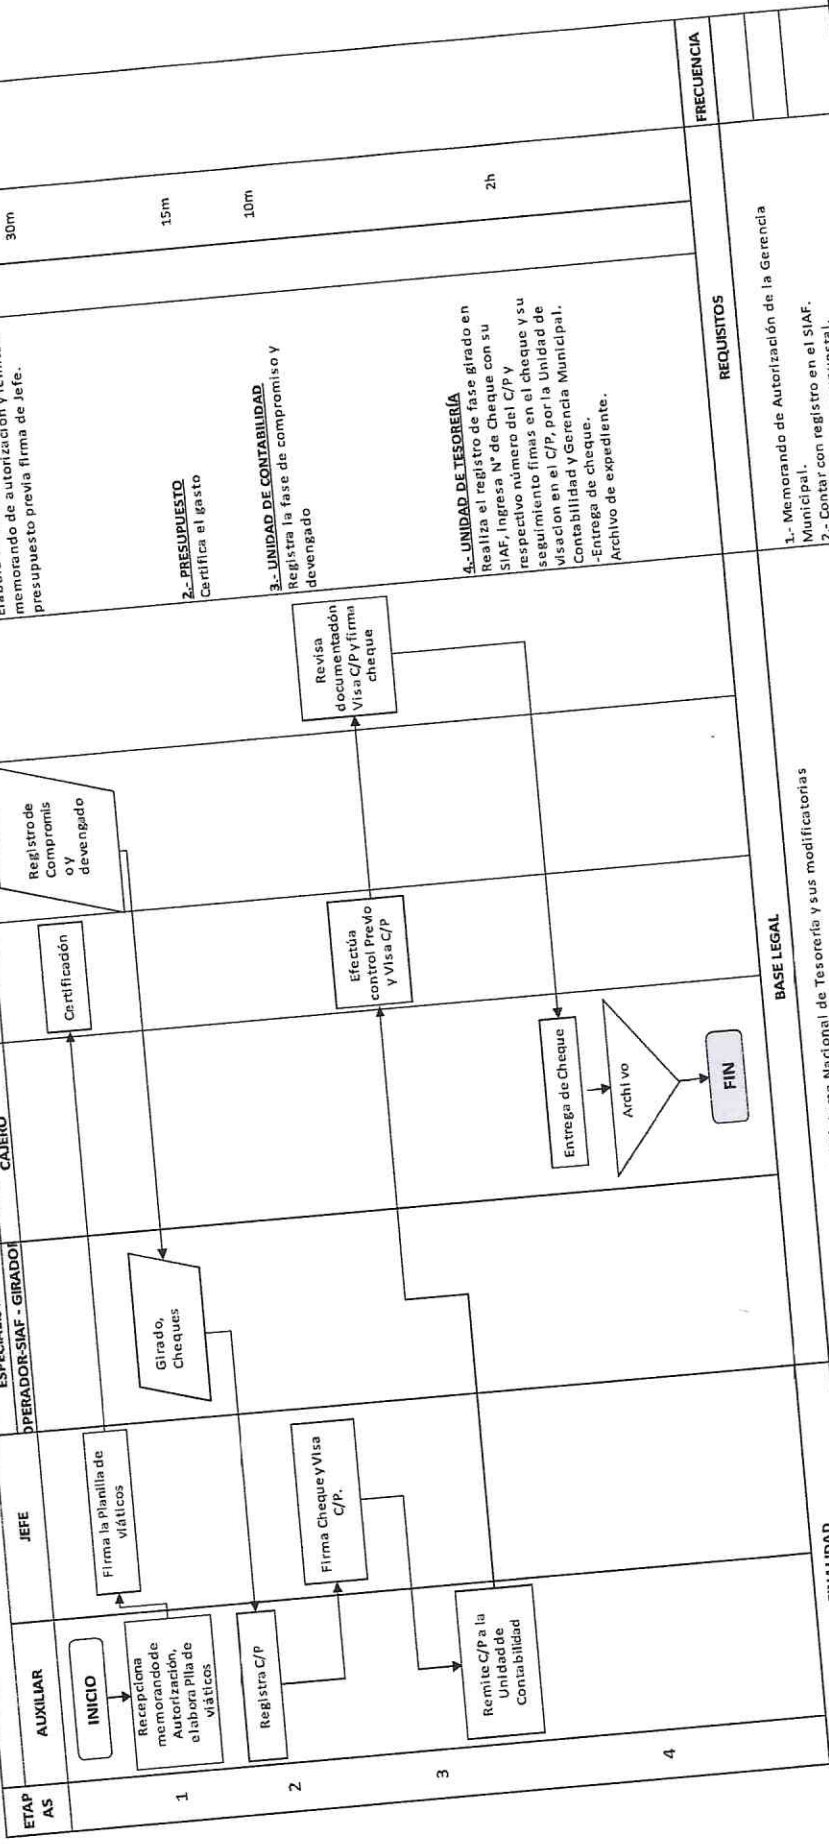 ETAP
AS
AUXILIAR
JEFE
OPERADOR-SIAF - GIRADOR
CAJERO
1
2
3
4
INICIO
Recepciona
memorando de
Autorización,
elabora Plla de
viáticos
Firma la Planilla de
viáticos
Certificación
Registro de
Compromis
o y
devengado
Girado,
Cheques
Registra C/P
Firma Cheque y Visa
C/P.
Remite C/P a la
Unidad de
Contabilidad
Efectúa
control Previo
y Visa C/P
Revisa
documentación
Visa C/P y firma
cheque
Entrega de Cheque
Archivo
FIN
memorando de autorización y
presupuesto previa firma de Jefe.
30m
2.- PRESUPUESTO
Certifica el gasto
15m
3.- UNIDAD DE CONTABILIDAD
Registra la fase de compromiso y
devengado
10m
4.- UNIDAD DE TESORERÍA
Realiza el registro de fase girado en
SIAF, ingresa N° de Cheque con su
respectivo número del C/P y
seguimiento fimas en el cheque y su
visacion en el C/P, por la Unidad de
Contabilidad y Gerencia Municipal.
-Entrega de cheque.
Archivo de expediente.
2h
BASE LEGAL
REQUISITOS
FRECUENCIA
Nacional de Tesorería y sus modificatorias
1.- Memorando de Autorización de la Gerencia
Municipal.
2.- Contar con registro en el SIAF.
FINALIDAD